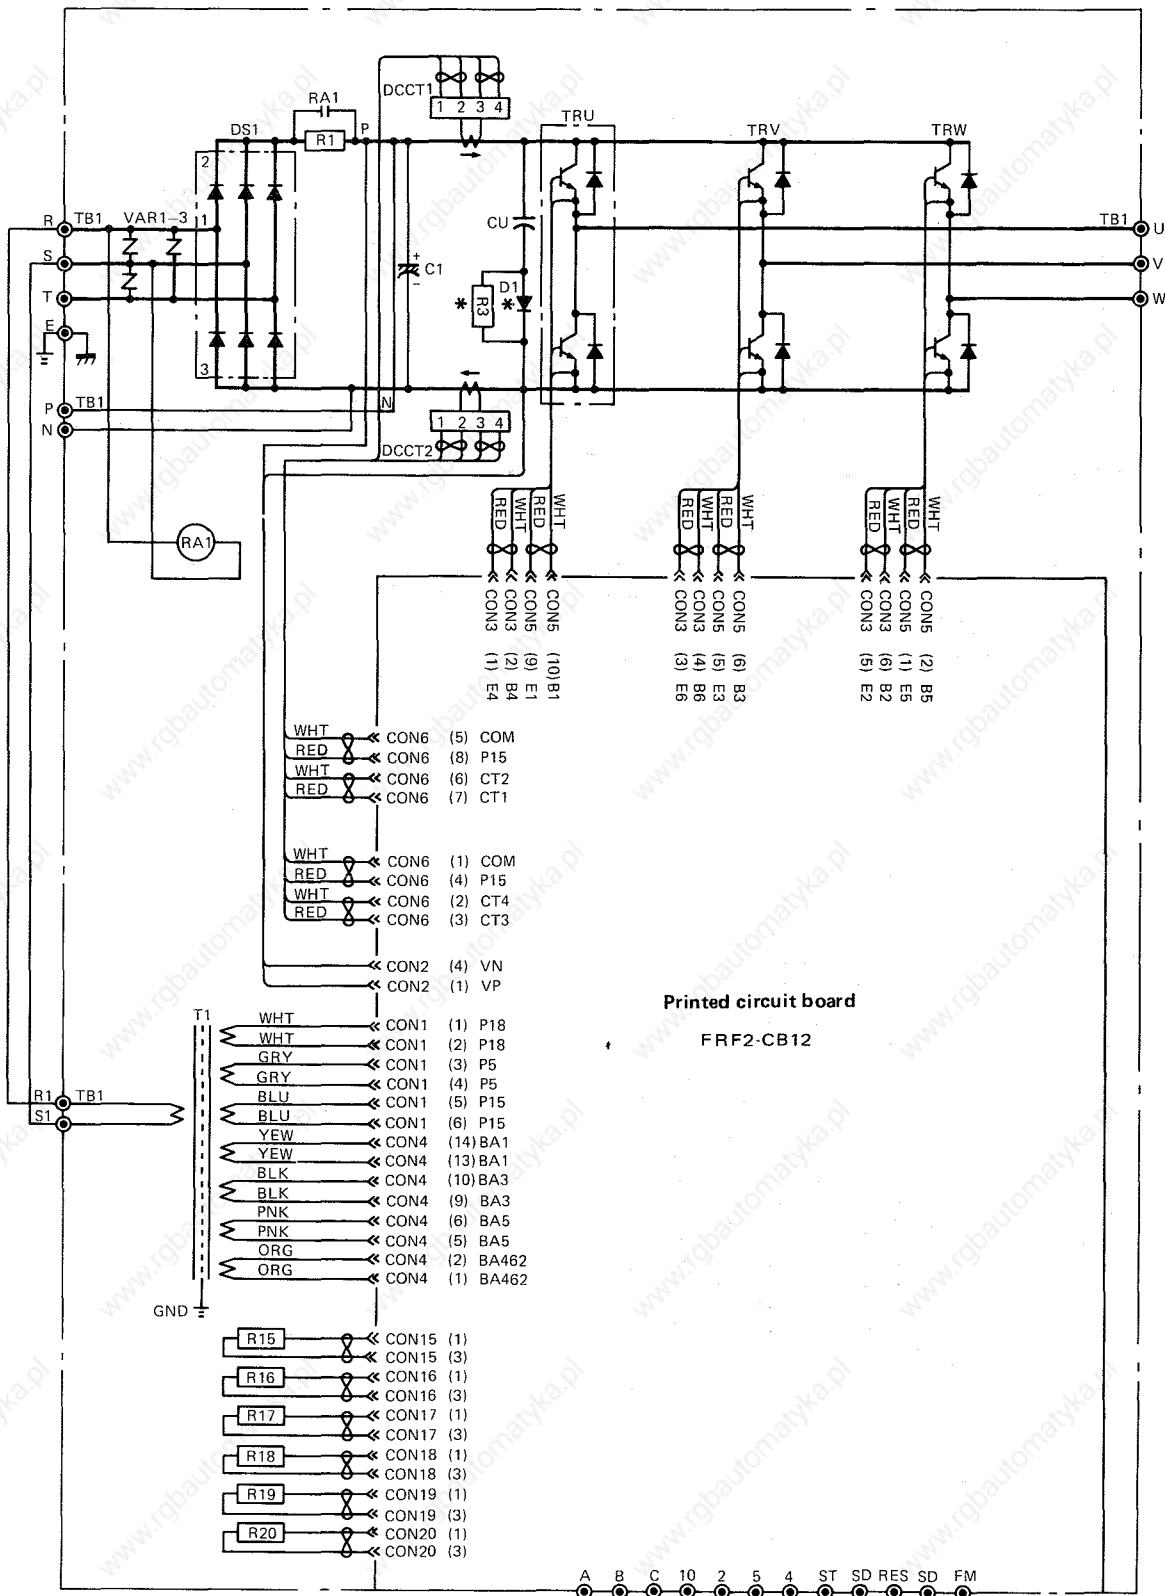 DCCT1
RA1
1 2 3 4
TRU
DS1
R1
P
TRV
TRW
2
R
TB1
VAR1-3
1
CU
TB1
U
S
+
C1
-
D1
V
*
R3
*
T
W
E
3
P
TB1
N
N
1 2 3 4
DCCT2
RED
WHT
RED
WHT
RED
WHT
RED
WHT
RED
WHT
RED
WHT
RA1
CON3 (1) E4
CON3 (2) B4
CON5 (9) E1
CON5 (10) B1
CON3 (3) E6
CON3 (4) B6
CON5 (5) E3
CON5 (6) B3
CON3 (5) E2
CON3 (6) B2
CON5 (1) E5
CON5 (2) B5
WHT CON6 (5) COM
RED CON6 (8) P15
WHT CON6 (6) CT2
RED CON6 (7) CT1
WHT CON6 (1) COM
RED CON6 (4) P15
WHT CON6 (2) CT4
RED CON6 (3) CT3
CON2 (4) VN
CON2 (1) VP
Printed circuit board
FRF2-CB12
T1
WHT CON1 (1) P18
WHT CON1 (2) P18
GRY CON1 (3) P5
GRY CON1 (4) P5
R1 TB1
BLU CON1 (5) P15
S1
BLU CON1 (6) P15
YEW CON4 (14) BA1
YEW CON4 (13) BA1
BLK CON4 (10) BA3
BLK CON4 (9) BA3
PNK CON4 (6) BA5
PNK CON4 (5) BA5
ORG CON4 (2) BA462
ORG CON4 (1) BA462
GND
R15 CON15 (1)
CON15 (3)
R16 CON16 (1)
CON16 (3)
R17 CON17 (1)
CON17 (3)
R18 CON18 (1)
CON18 (3)
R19 CON19 (1)
CON19 (3)
R20 CON20 (1)
CON20 (3)
A B C 10 2 5 4 ST SD RES SD FM
www.rgbautomatyka.pl